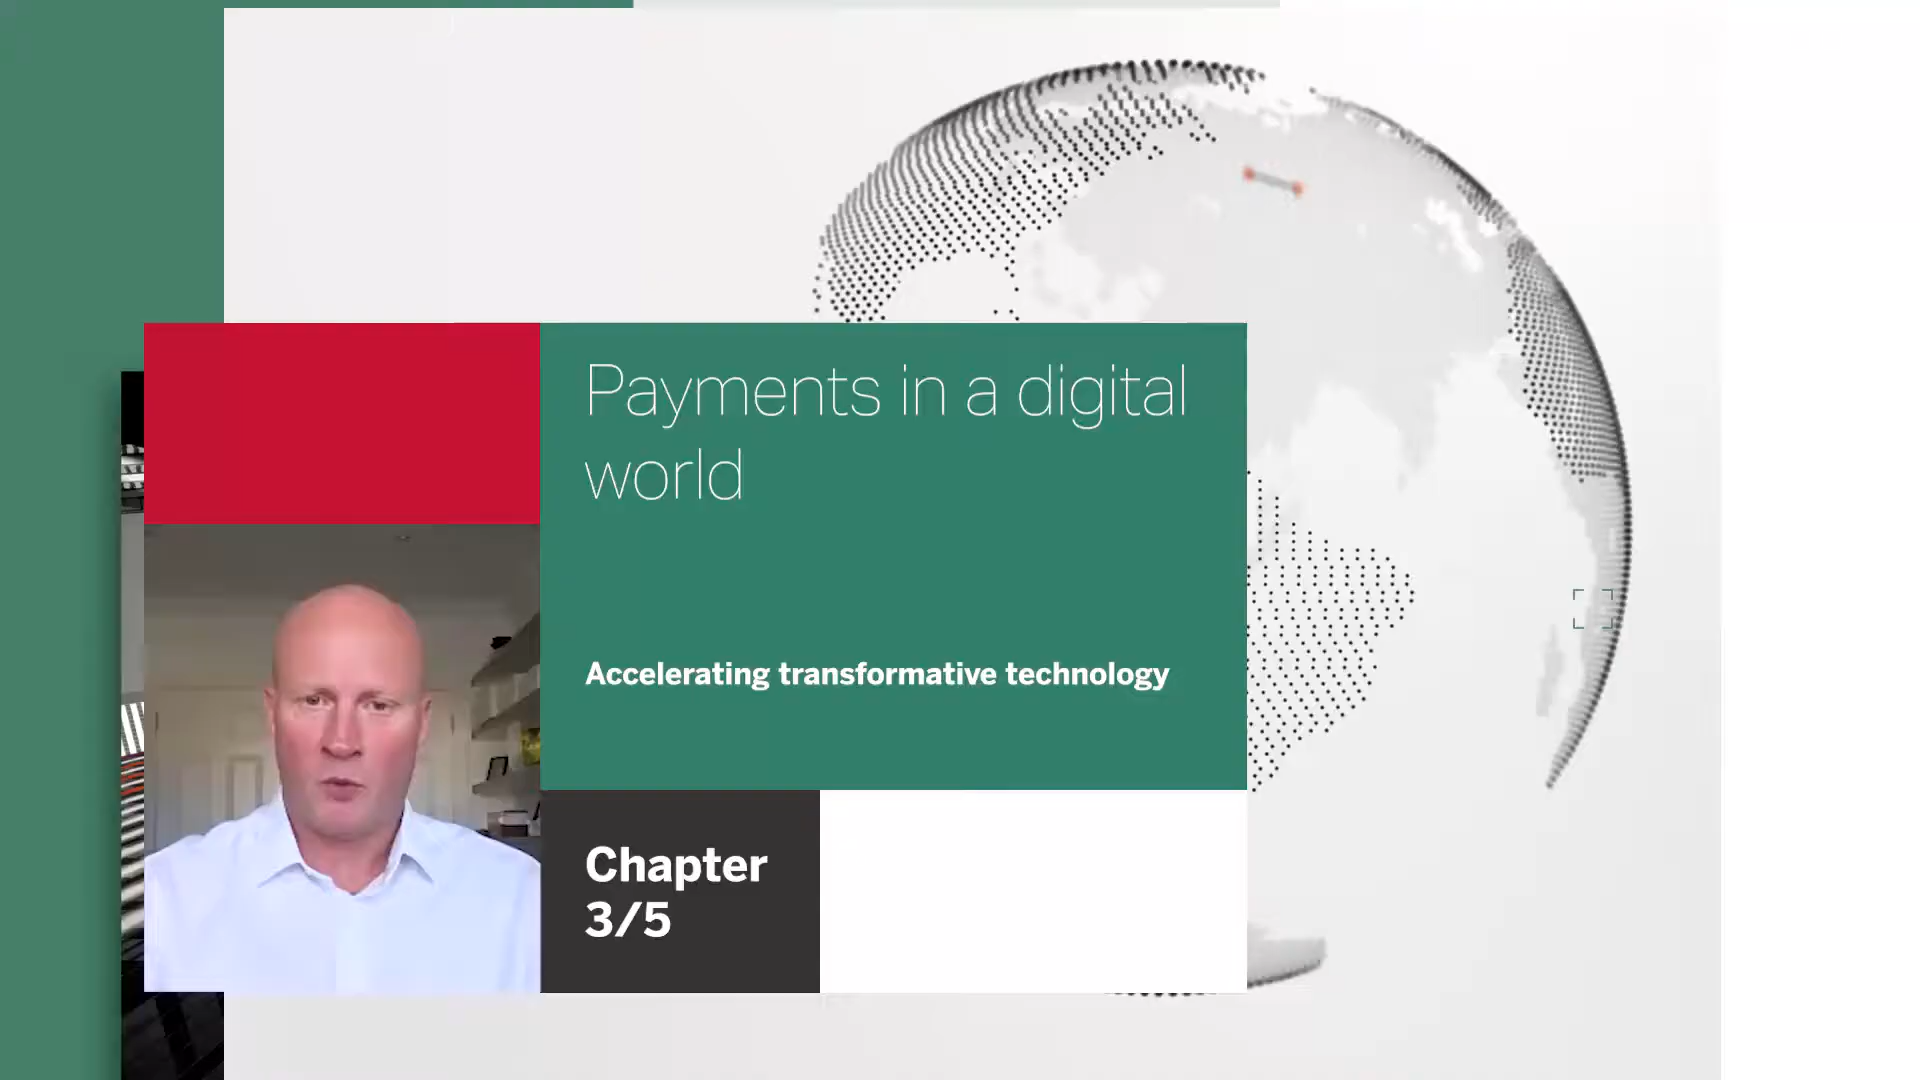 Payments in a digital
world
Accelerating transformative technology
Chapter
3/5